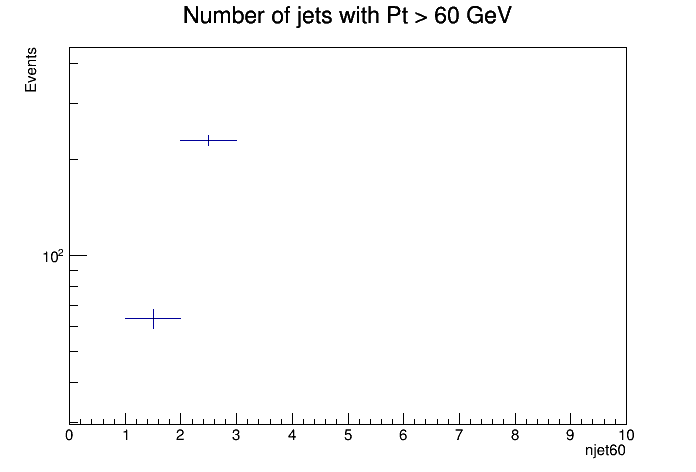 Number of jets with Pt > 60 GeV
Events
10²
0 1 2 3 4 5 6 7 8 9 10
njet60